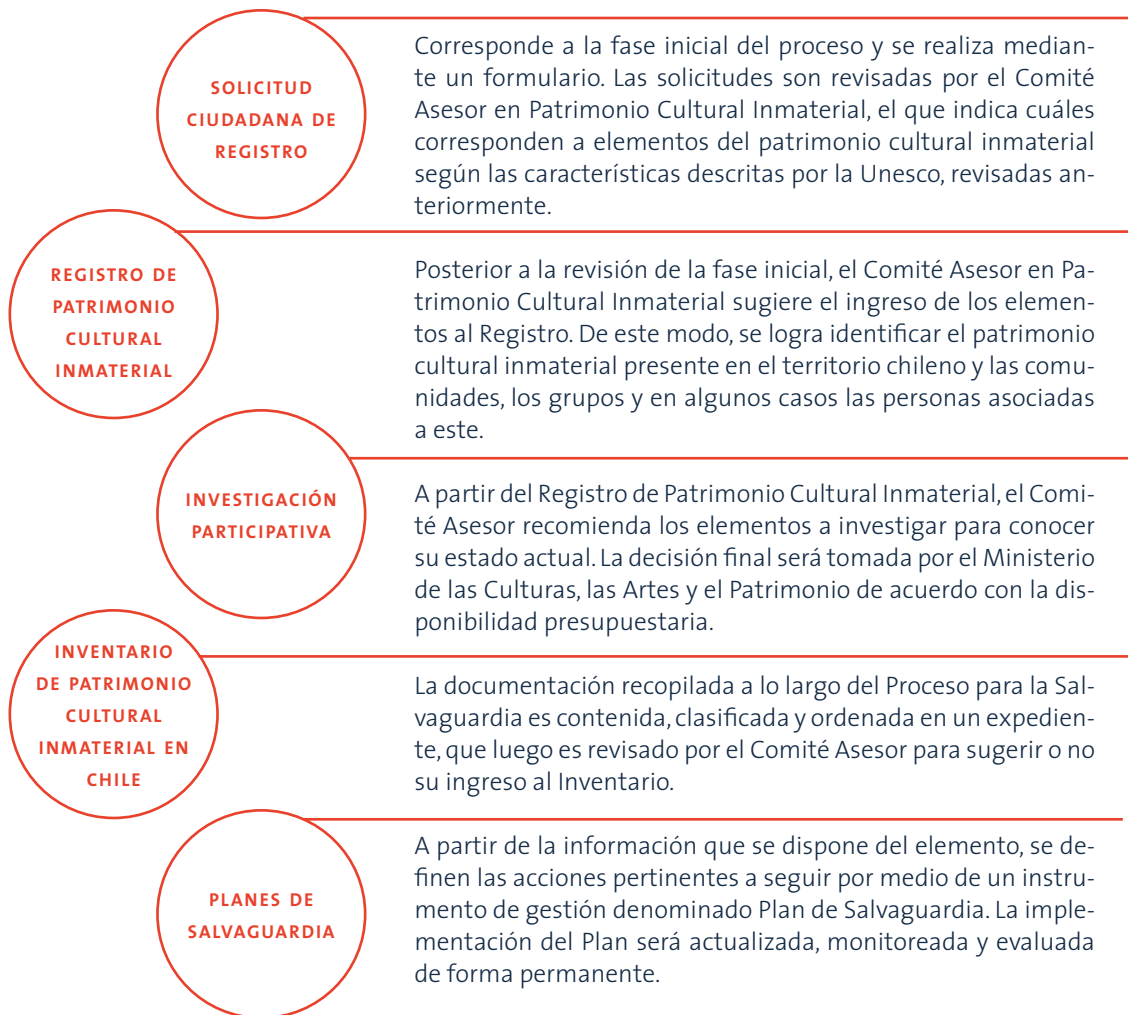 SOLICITUD
CIUDADANA DE
REGISTRO
Corresponde a la fase inicial del proceso y se realiza median-
te un formulario. Las solicitudes son revisadas por el Comité
Asesor en Patrimonio Cultural Inmaterial, el que indica cuáles
corresponden a elementos del patrimonio cultural inmaterial
según las características descritas por la Unesco, revisadas an-
teriormente.
REGISTRO DE
PATRIMONIO
CULTURAL
INMATERIAL
Posterior a la revisión de la fase inicial, el Comité Asesor en Pa-
trimonio Cultural Inmaterial sugiere el ingreso de los elemen-
tos al Registro. De este modo, se logra identificar el patrimonio
cultural inmaterial presente en el territorio chileno y las comu-
nidades, los grupos y en algunos casos las personas asociadas
a este.
INVESTIGACIÓN
PARTICIPATIVA
A partir del Registro de Patrimonio Cultural Inmaterial, el Comi-
té Asesor recomienda los elementos a investigar para conocer
su estado actual. La decisión final será tomada por el Ministerio
de las Culturas, las Artes y el Patrimonio de acuerdo con la dis-
ponibilidad presupuestaria.
INVENTARIO
DE PATRIMONIO
CULTURAL
INMATERIAL EN
CHILE
La documentación recopilada a lo largo del Proceso para la Sal-
vaguardia es contenida, clasificada y ordenada en un expedien-
te, que luego es revisado por el Comité Asesor para sugerir o no
su ingreso al Inventario.
PLANES DE
SALVAGUARDIA
A partir de la información que se dispone del elemento, se de-
finen las acciones pertinentes a seguir por medio de un instru-
mento de gestión denominado Plan de Salvaguardia. La imple-
mentación del Plan será actualizada, monitoreada y evaluada
de forma permanente.